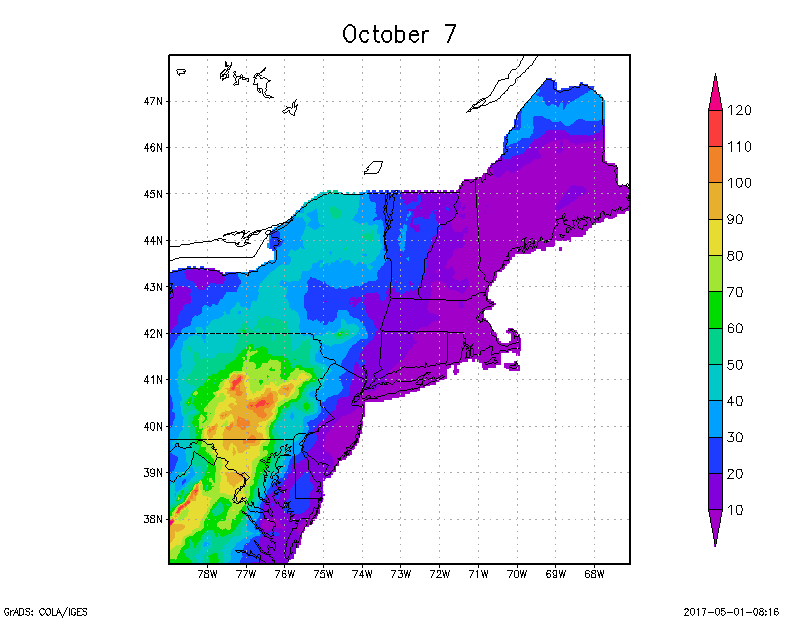 October 7
47N
46N
45N
44N
43N
42N
41N
40N
39N
38N
78W 77W 76W 75W 74W 73W 72W 71W 70W 69W 68W
120
110
100
90
80
70
60
50
40
30
20
10
GrADS: COLA/IGES
2017-05-01-08:16